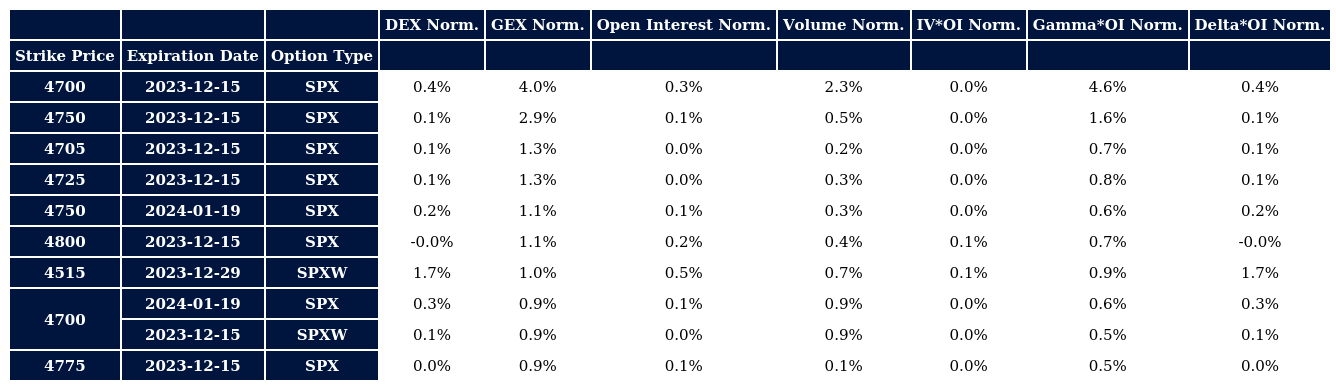 DEX Norm. GEX Norm. Open Interest Norm. Volume Norm. IV*OI Norm. Gamma*OI Norm. Delta*OI Norm.
Strike Price Expiration Date Option Type
4700 2023-12-15 SPX 0.4% 4.0% 0.3% 2.3% 0.0% 4.6% 0.4%
4750 2023-12-15 SPX 0.1% 2.9% 0.1% 0.5% 0.0% 1.6% 0.1%
4705 2023-12-15 SPX 0.1% 1.3% 0.0% 0.2% 0.0% 0.7% 0.1%
4725 2023-12-15 SPX 0.1% 1.3% 0.0% 0.3% 0.0% 0.8% 0.1%
4750 2024-01-19 SPX 0.2% 1.1% 0.1% 0.3% 0.0% 0.6% 0.2%
4800 2023-12-15 SPX -0.0% 1.1% 0.2% 0.4% 0.1% 0.7% -0.0%
4515 2023-12-29 SPXW 1.7% 1.0% 0.5% 0.7% 0.1% 0.9% 1.7%
4700 2024-01-19 SPX 0.3% 0.9% 0.1% 0.9% 0.0% 0.6% 0.3%
2023-12-15 SPXW 0.1% 0.9% 0.0% 0.9% 0.0% 0.5% 0.1%
4775 2023-12-15 SPX 0.0% 0.9% 0.1% 0.1% 0.0% 0.5% 0.0%